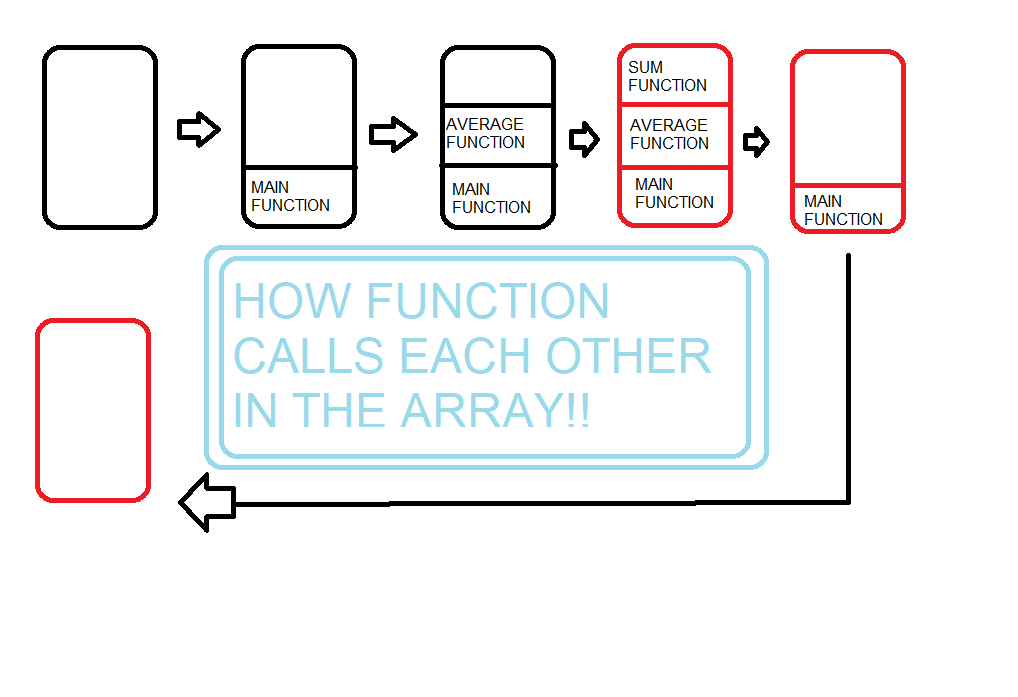 SUM
FUNCTION
AVERAGE
FUNCTION
AVERAGE
FUNCTION
MAIN
FUNCTION
MAIN
FUNCTION
MAIN
FUNCTION
MAIN
FUNCTION
HOW FUNCTION
CALLS EACH OTHER
IN THE ARRAY!!